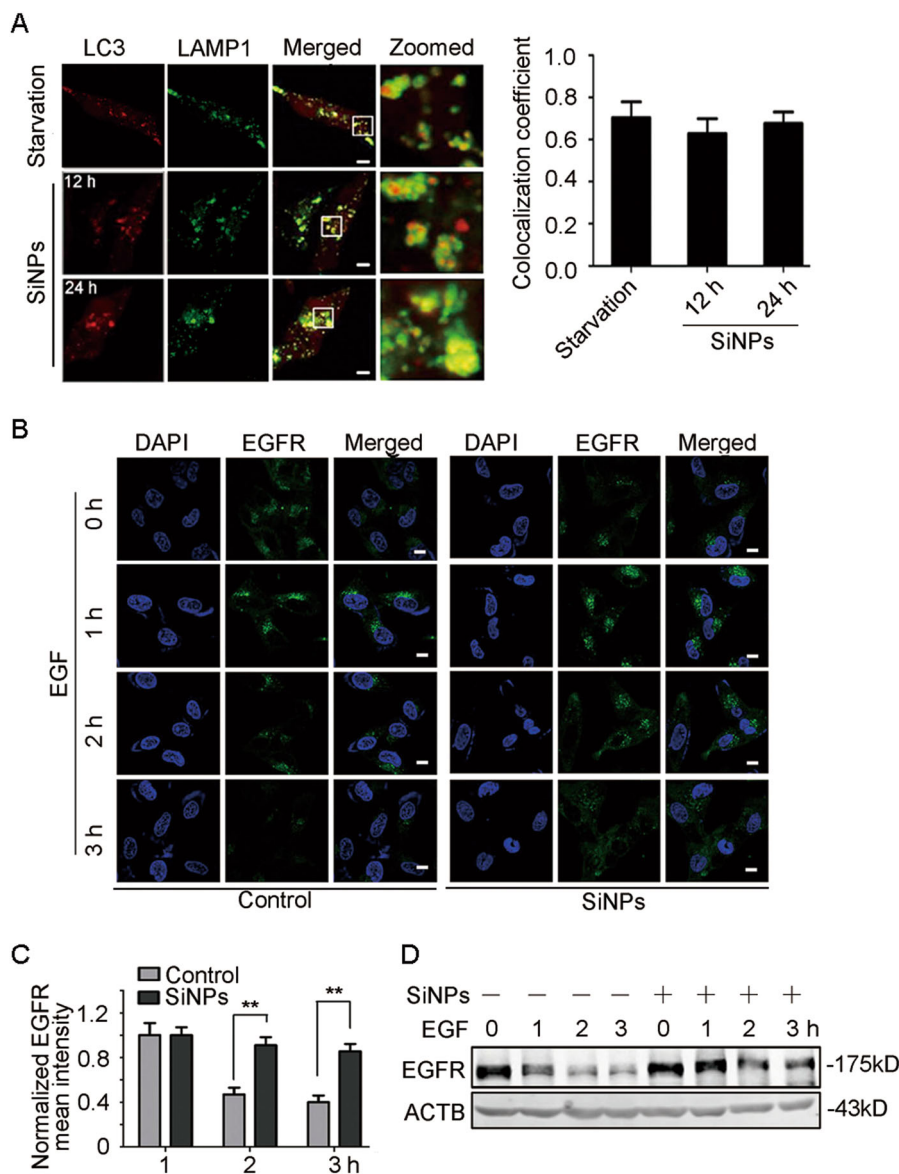 A
LC3 LAMP1 Merged Zoomed
Starvation
SiNPs
12 h
24 h
Colocalization coefficient
1.0
0.8
0.6
0.4
0.2
0.0
Starvation
12 h
24 h
SiNPs
B
DAPI EGFR Merged DAPI EGFR Merged
EGF
0 h
1 h
2 h
3 h
Control SiNPs
C
Control
SiNPs
Normalized EGFR
mean intensity
1.2
0.8
0.4
0
** **
1 2 3 h
D
SiNPs − − − − + + + +
EGF 0 1 2 3 0 1 2 3 h
EGFR -175kD
ACTB -43kD